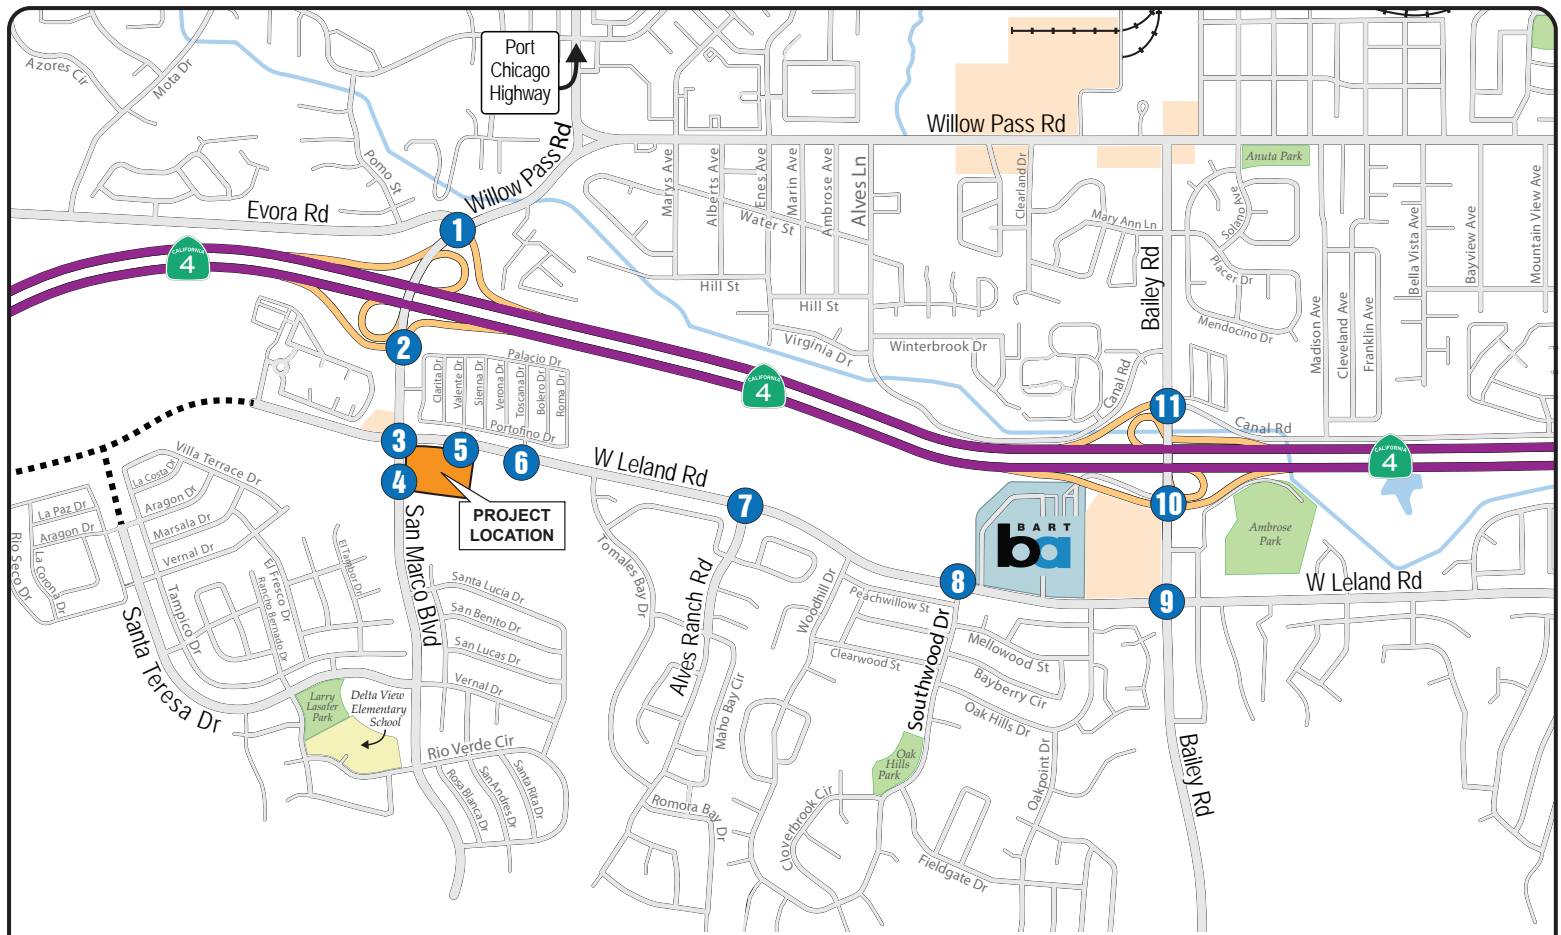 Port
Chicago
Highway
Azores Cir
Mota Dr
Pomo St
Evora Rd
Willow Pass Rd
Willow Pass Rd
Marys Ave
Alberts Ave
Enes Ave
Marin Ave
Ambrose Ave
Alves Ln
Water St
Hill St
Hill St
Virginia Dr
Winterbrook Dr
Clearland Dr
Mary Ann Ln
Bailey Rd
Solano Ave
Placer Dr
Mendocino Dr
Anuta Park
Madison Ave
Cleveland Ave
Franklin Ave
Bella Vista Ave
Bayview Ave
Mountain View Ave
Canal Rd
Canal Rd
CALIFORNIA
4
CALIFORNIA
4
CALIFORNIA
4
1
2
3
4
5
6
7
8
9
10
11
Palacio Dr
Clarita Dr
Valente Dr
Sienna Dr
Verona Dr
Toscana Dr
Bolero Dr
Roma Dr
Portofino Dr
W Leland Rd
PROJECT
LOCATION
BART
ba
Ambrose
Park
W Leland Rd
Villa Terrace Dr
La Costa Dr
Aragon Dr
Marsala Dr
Vernal Dr
La Paz Dr
Aragon Dr
La Corona Dr
Rio Seco Dr
Tampico Dr
El Fresco Dr
Rancho Bernado Dr
El Tambor Dr
Santa Teresa Dr
San Marco Blvd
Santa Lucia Dr
San Benito Dr
San Lucas Dr
Vernal Dr
Larry
Lasater
Park
Delta View
Elementary
School
Rio Verde Cir
Rosa Blanca Dr
San Andres Dr
Santa Rita Dr
Tomales Bay Dr
Alves Ranch Rd
Maho Bay Cir
Romora Bay Dr
Woodhill Dr
Peachwillow St
Clearwood St
Southwood Dr
Mellowood St
Bayberry Cir
Oak Hills Dr
Oakpoint Dr
Oak
Hills
Park
Cloverbrook Cir
Fieldgate Dr
Bailey Rd